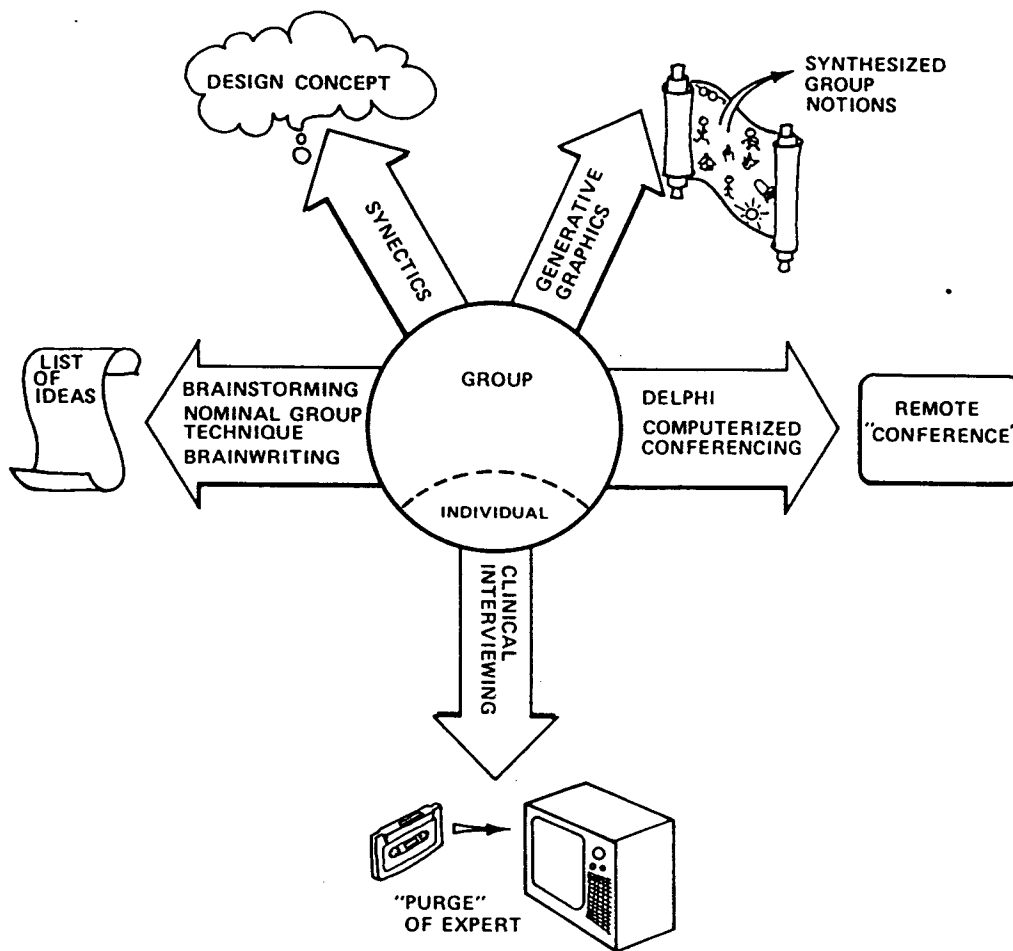 DESIGN CONCEPT
SYNTHESIZED
GROUP
NOTIONS
SYNECTICS
GENERATIVE
GRAPHICS
LIST
OF
IDEAS
BRAINSTORMING
NOMINAL GROUP
TECHNIQUE
BRAINWRITING
GROUP
INDIVIDUAL
DELPHI
COMPUTERIZED
CONFERENCING
REMOTE
"CONFERENCE"
CLINICAL
INTERVIEWING
"PURGE"
OF EXPERT